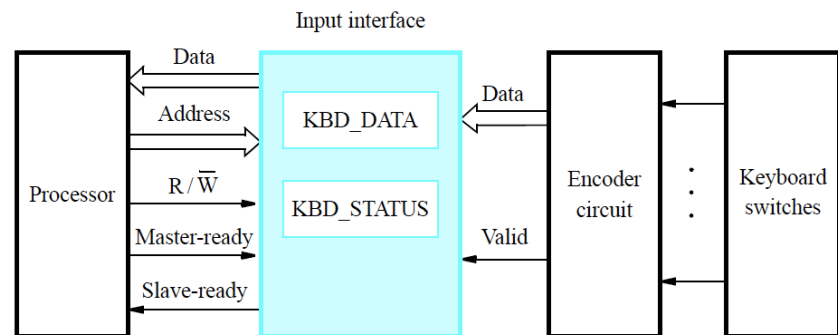 Input interface
Data
Address
Processor
R / W̅
Master-ready
Slave-ready
KBD_DATA
KBD_STATUS
Data
Valid
Encoder
circuit
Keyboard
switches